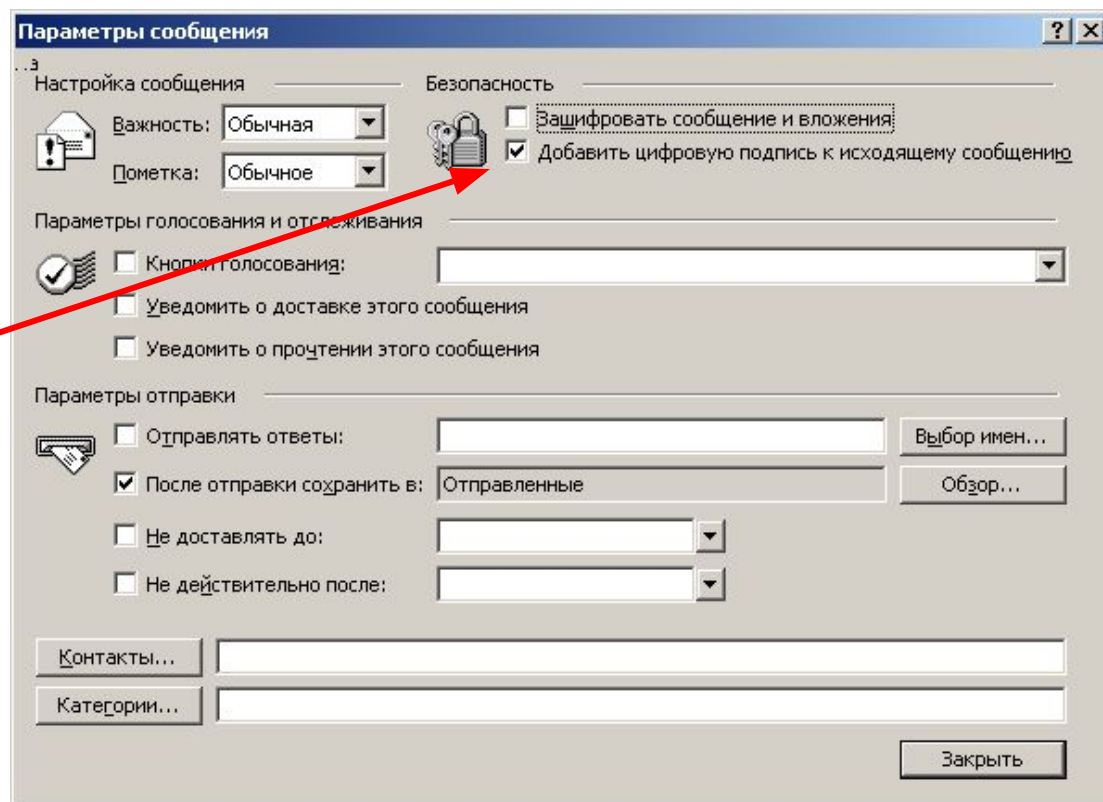 Параметры сообщения
Настройка сообщения
Важность: Обычная
Пометка: Обычное
Безопасность
Зашифровать сообщение и вложения
Добавить цифровую подпись к исходящему сообщению
Параметры голосования и отслеживания
Кнопки голосования:
Уведомить о доставке этого сообщения
Уведомить о прочтении этого сообщения
Параметры отправки
Отправлять ответы: Выбор имен...
После отправки сохранить в: Отправленные Обзор...
Не доставлять до:
Не действительно после:
Контакты...
Категории...
Закрыть